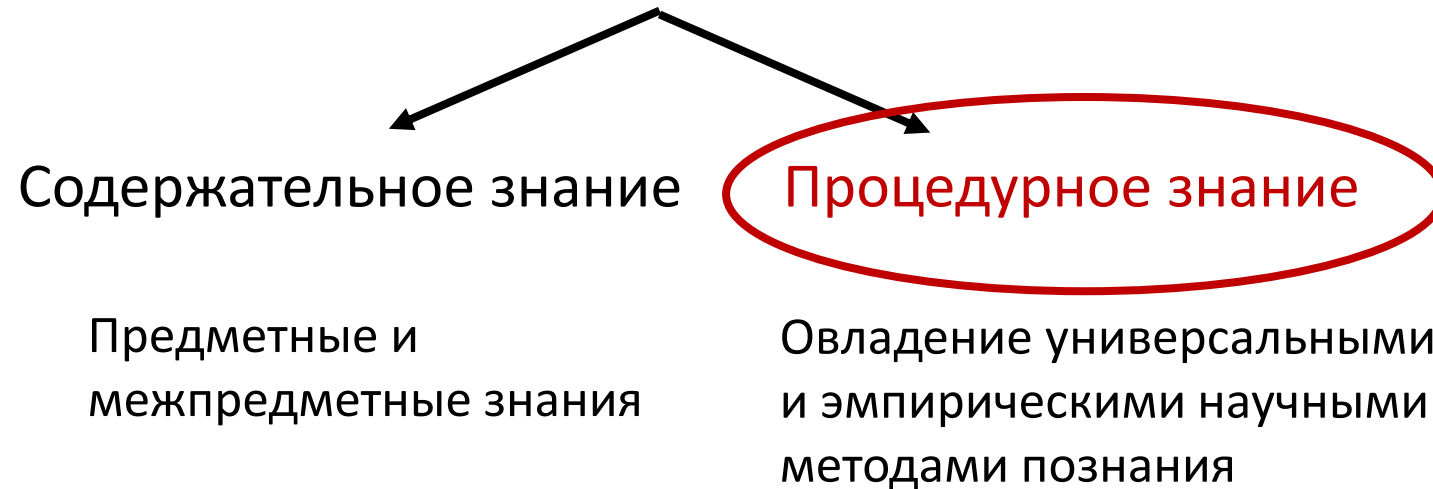 Содержательное знание
Процедурное знание
Предметные и
межпредметные знания
Овладение универсальными
и эмпирическими научными
методами познания